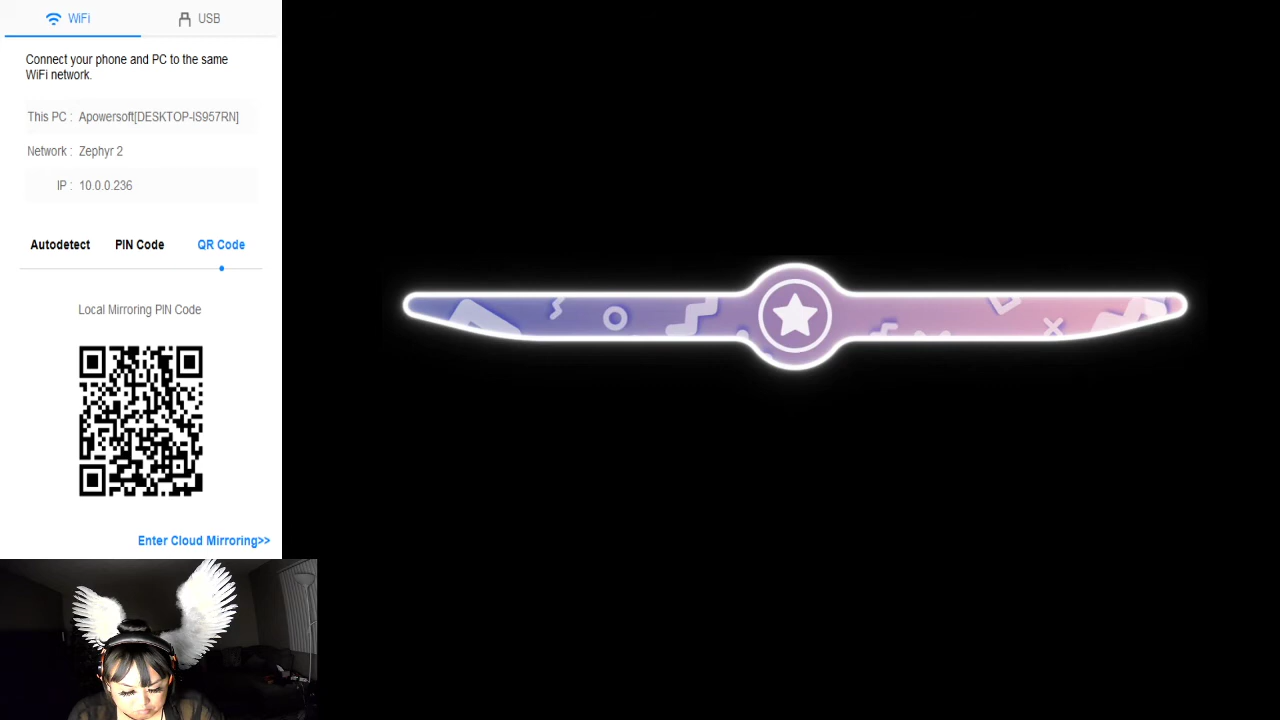 WiFi
USB
Connect your phone and PC to the same
WiFi network.
This PC : Apowersoft[DESKTOP-IS957RN]
Network : Zephyr 2
IP : 10.0.0.236
Autodetect PIN Code QR Code
Local Mirroring PIN Code
Enter Cloud Mirroring>>